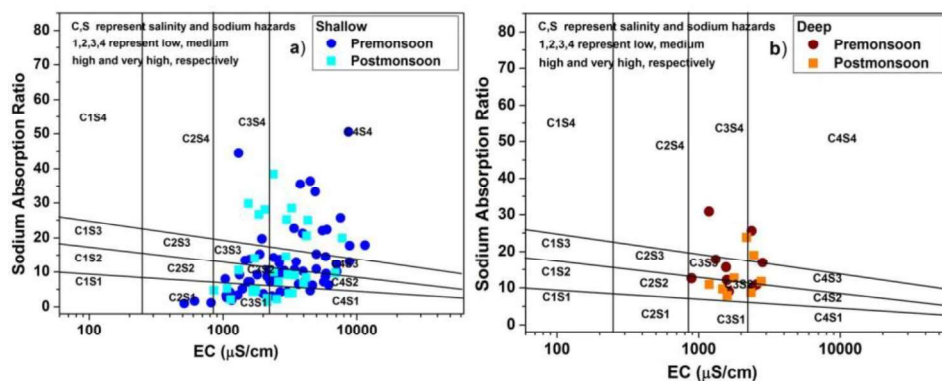 C,S represent salinity and sodium hazards
1,2,3,4 represent low, medium
high and very high, respectively
Shallow
a)
Premonsoon
Postmonsoon
Sodium Absorption Ratio
80
70
60
50
40
30
20
10
0
C1S4
C2S4
C3S4
C4S4
C1S3
C2S3
C3S3
C4S3
C1S2
C2S2
C3S2
C4S2
C1S1
C2S1
C3S1
C4S1
100
1000
10000
EC (μS/cm)
C,S represent salinity and sodium hazards
1,2,3,4 represent low, medium
high and very high, respectively
Deep
b)
Premonsoon
Postmonsoon
Sodium Absorption Ratio
80
70
60
50
40
30
20
10
0
C1S4
C2S4
C3S4
C4S4
C1S3
C2S3
C3S3
C4S3
C1S2
C2S2
C3S2
C4S2
C1S1
C2S1
C3S1
C4S1
100
1000
10000
EC (μS/cm)